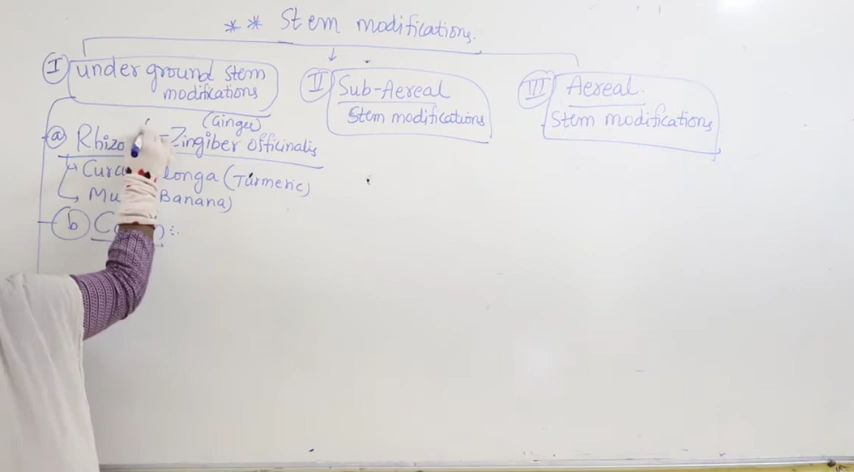 ** Stem modifications.
I underground stem modifications
II Sub-Aereal Stem modifications
III Aereal Stem modifications
(Ginger)
a Zingiber officinalis
longa (Turmeric)
Banana)
b